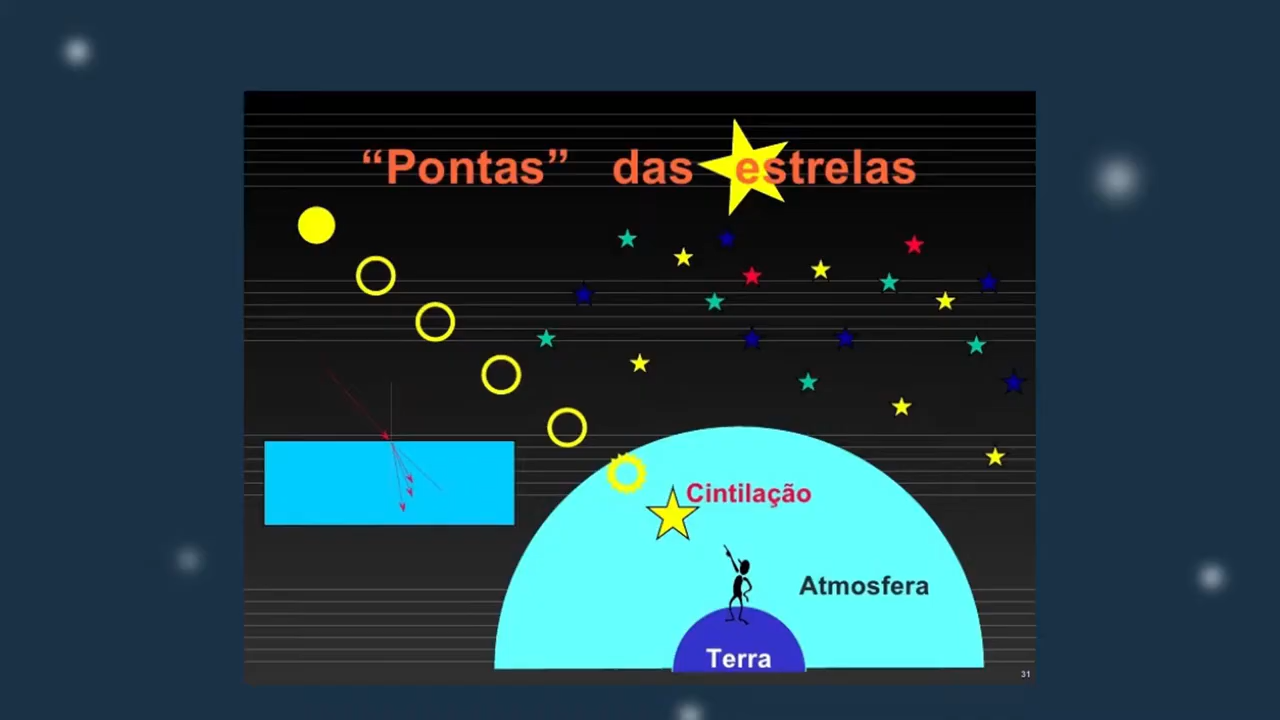 “Pontas” das estrelas
Cintilação
Atmosfera
Terra
31